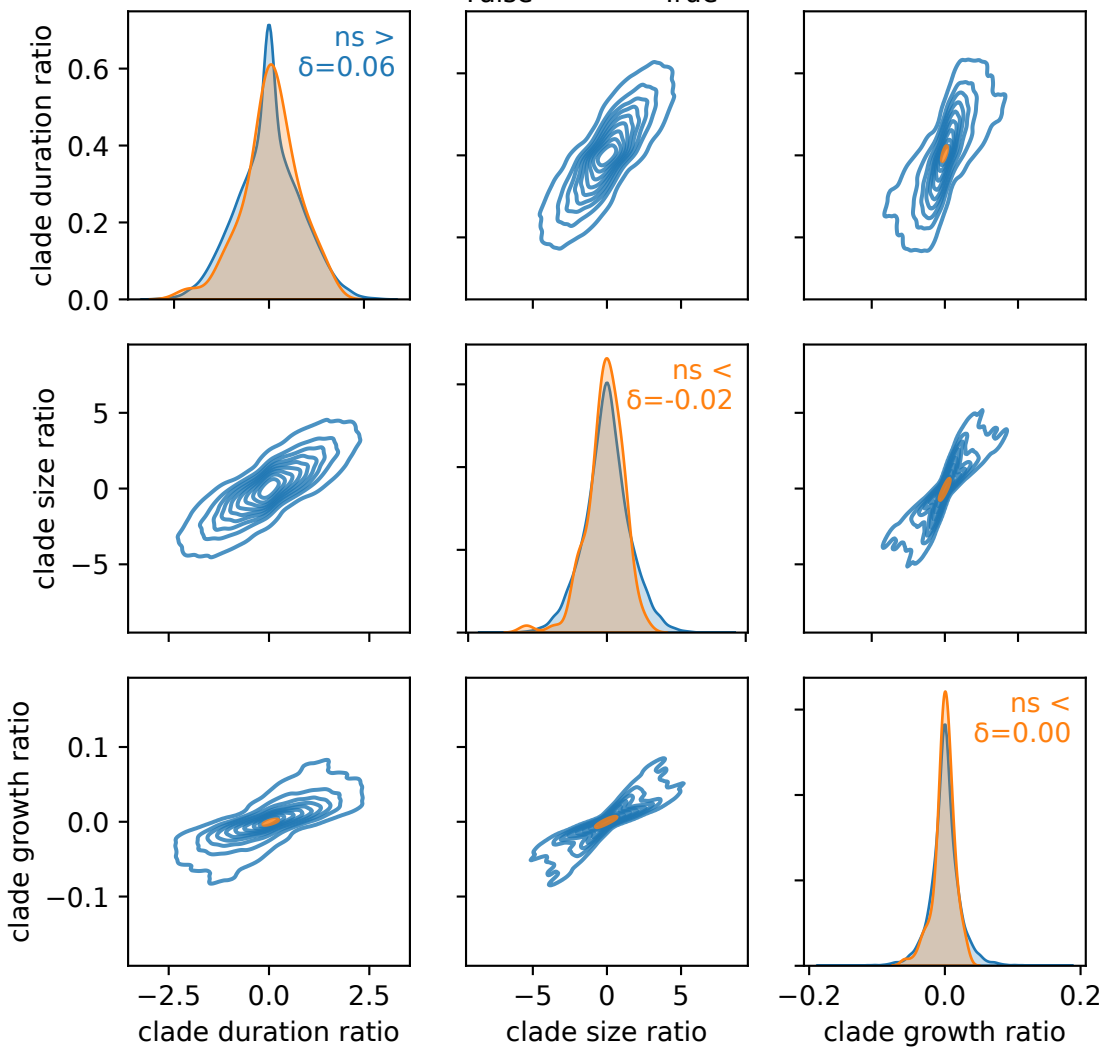 clade duration ratio
0.6
0.4
0.2
0.0
ns >
δ=0.06
clade size ratio
5
0
−5
ns <
δ=-0.02
clade growth ratio
0.1
0.0
−0.1
ns <
δ=0.00
−2.5 0.0 2.5
−5 0 5
−0.2 0.0 0.2
clade duration ratio
clade size ratio
clade growth ratio